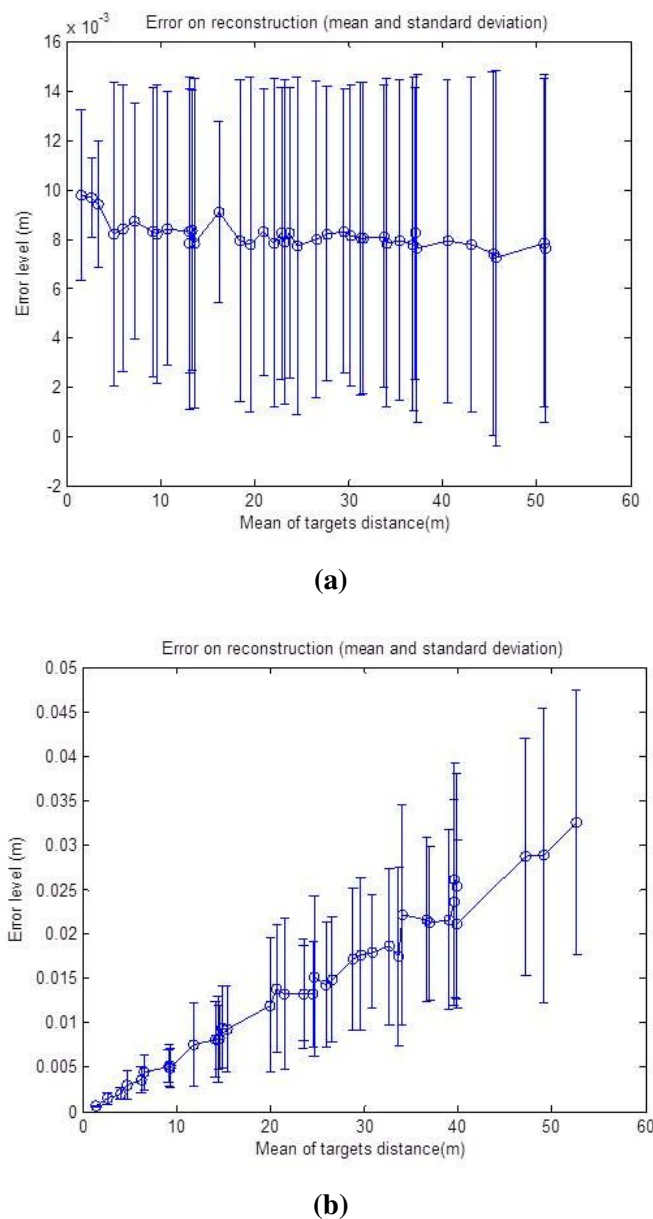 Error on reconstruction (mean and standard deviation)
x 10⁻³
16
14
12
10
8
6
4
2
0
-2
Error level (m)
0 10 20 30 40 50 60
Mean of targets distance(m)
(a)
Error on reconstruction (mean and standard deviation)
0.05
0.045
0.04
0.035
0.03
0.025
0.02
0.015
0.01
0.005
0
Error level (m)
0 10 20 30 40 50 60
Mean of targets distance(m)
(b)